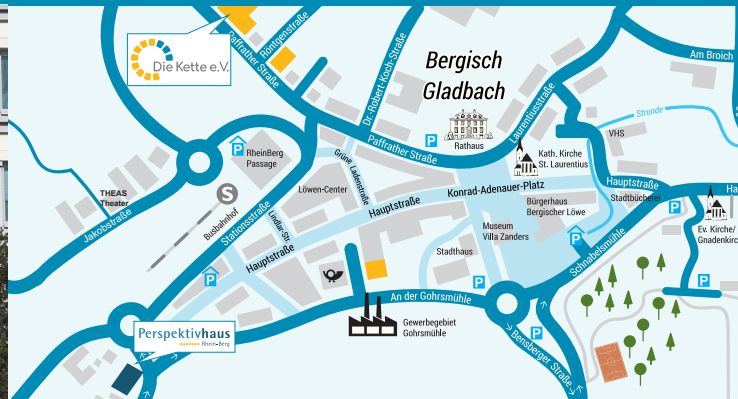 Die Kette e.V.
Paffrather Straße
Röntgenstraße
Dr.-Robert-Koch-Straße
Bergisch
Gladbach
Am Broich
Laurentiusstraße
Strunde
P
Rathaus
VHS
Paffrather Straße
P
RheinBerg
Passage
Grüne Ladenstraße
Kath. Kirche
St. Laurentius
Löwen-Center
Konrad-Adenauer-Platz
Hauptstraße
Stadtbücherei
THEAS
Theater
S
Busbahnhof
Jakobstraße
Stationsstraße
Lindlar-Str.
Hauptstraße
Bürgerhaus
Bergischer Löwe
P
Museum
Villa Zanders
P
Schnabelsmühle
Ev. Kirche/
Hauptstraße
Stadthaus
P
P
P
An der Gohrsmühle
Gewerbegebiet
Gohrsmühle
P
Bensberger Straße
Perspektivhaus
Rhein-Berg